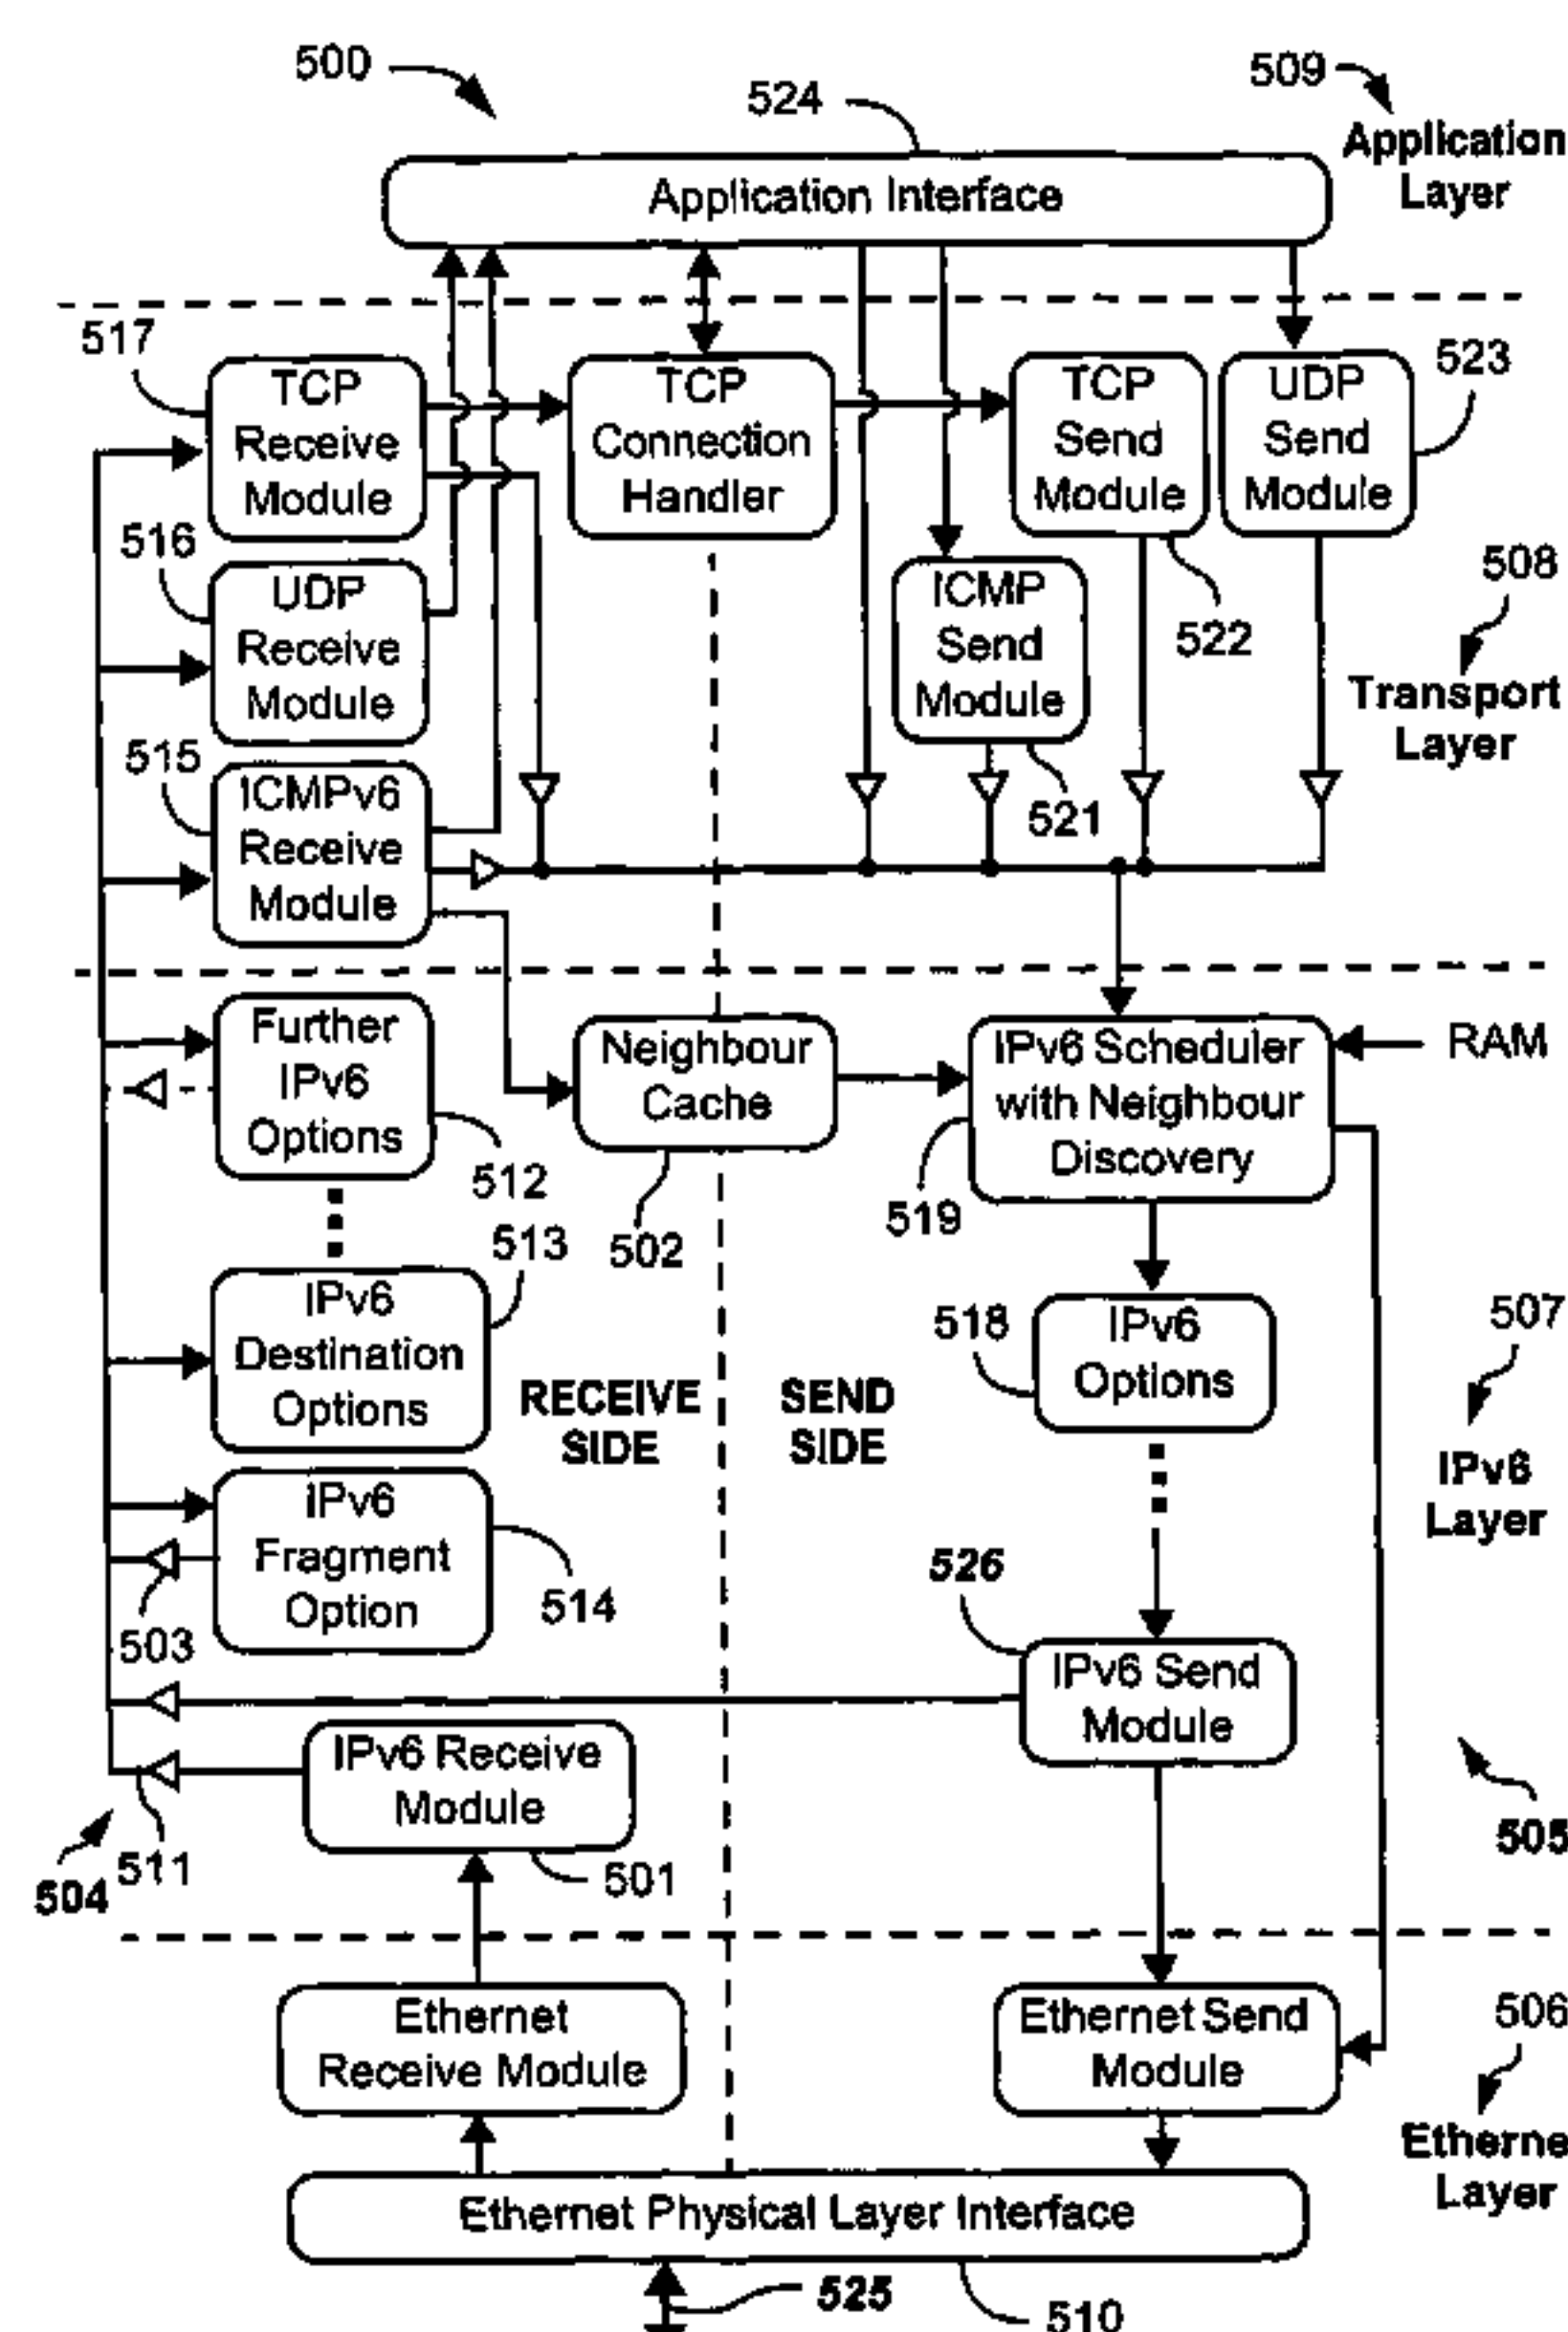 500
509
524
Application
Layer
Application Interface
517
TCP
Receive
Module
TCP
Connection
Handler
TCP
Send
Module
UDP
Send
Module
523
516
UDP
Receive
Module
ICMP
Send
Module
522
508
Transport
Layer
515
ICMPv6
Receive
Module
521
Further
IPv6
Options
512
Neighbour
Cache
502
IPv6 Scheduler
with Neighbour
Discovery
519
RAM
513
IPv6
Destination
Options
RECEIVE
SIDE
SEND
SIDE
518
IPv6
Options
507
IPv6
Layer
IPv6
Fragment
Option
514
503
526
IPv6 Send
Module
IPv6 Receive
Module
501
511
504
505
Ethernet
Receive Module
Ethernet Send
Module
506
Etherne
Layer
Ethernet Physical Layer Interface
525
510